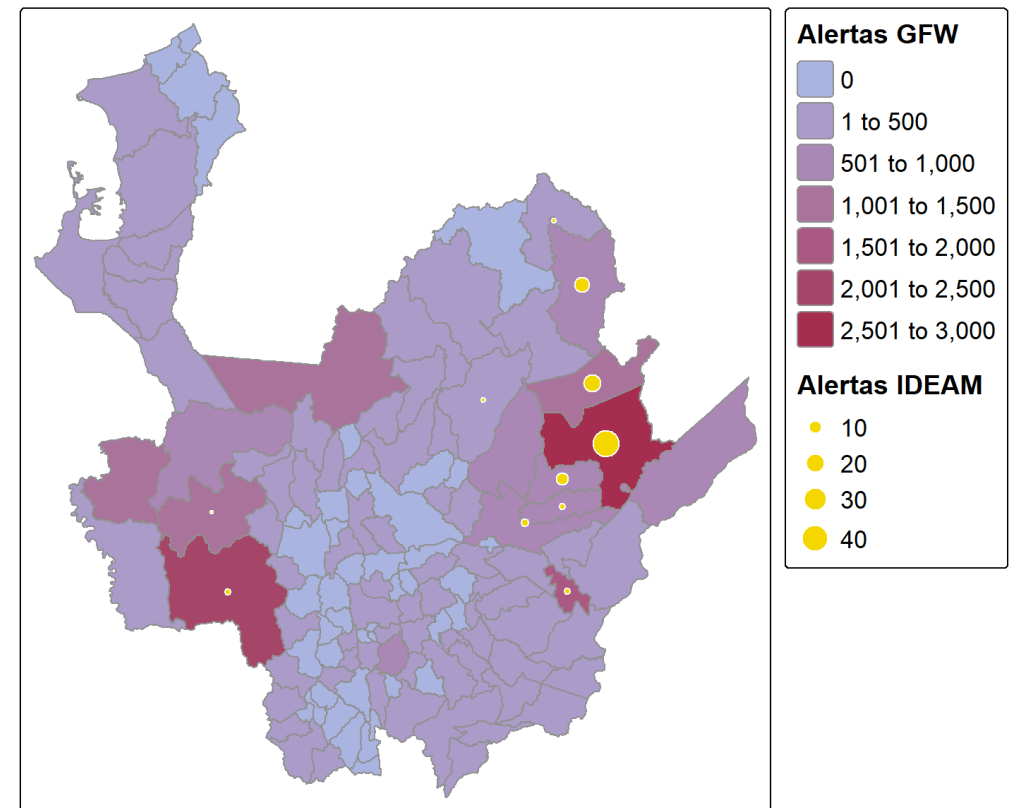 Alertas GFW
0
1 to 500
501 to 1,000
1,001 to 1,500
1,501 to 2,000
2,001 to 2,500
2,501 to 3,000
Alertas IDEAM
10
20
30
40